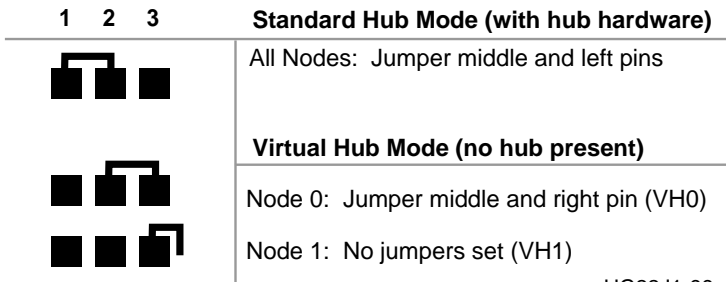 1 2 3 Standard Hub Mode (with hub hardware)
All Nodes: Jumper middle and left pins
Virtual Hub Mode (no hub present)
Node 0: Jumper middle and right pin (VH0)
Node 1: No jumpers set (VH1)